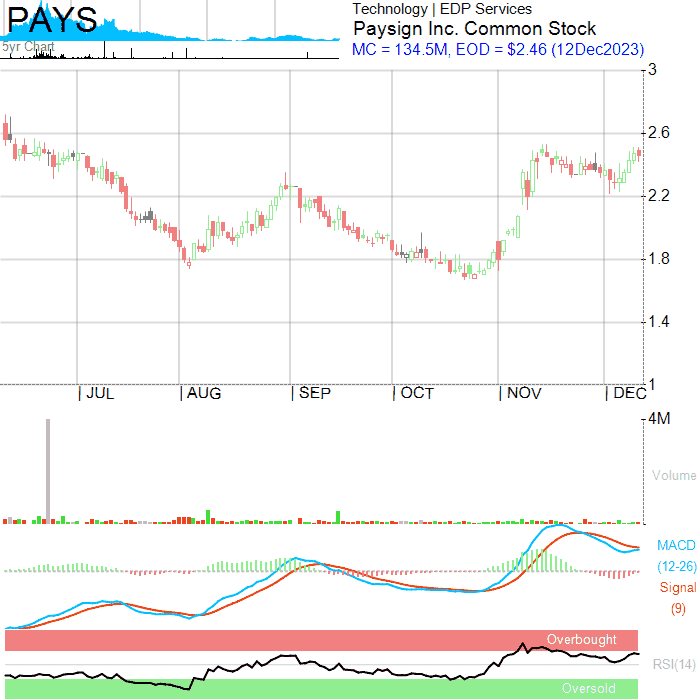 PAYS
5yr Chart
Technology | EDP Services
Paysign Inc. Common Stock
MC = 134.5M, EOD = $2.46 (12Dec2023)
3
2.6
2.2
1.8
1.4
1
|JUL |AUG |SEP |OCT |NOV |DEC
4M
Volume
MACD
(12-26)
Signal
(9)
Overbought
RSI(14)
Oversold